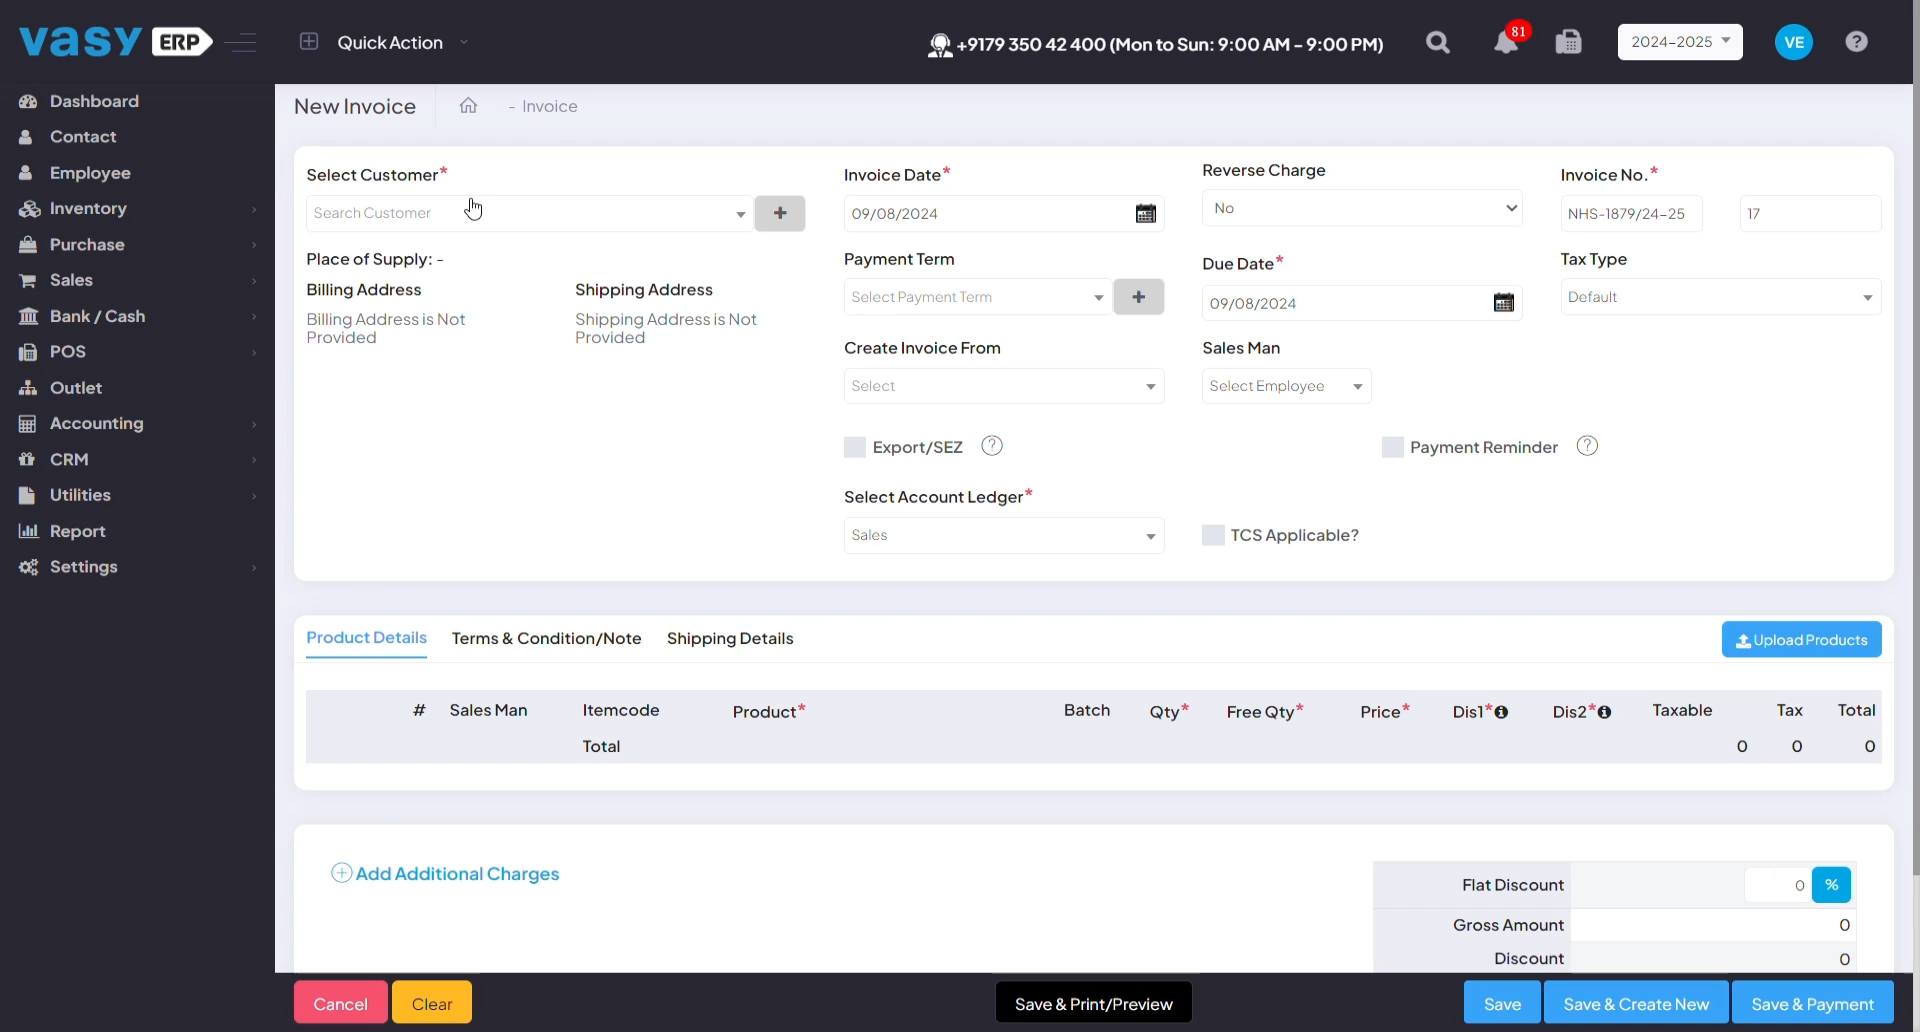 vasy ERP
Quick Action
+9179 350 42 400 (Mon to Sun: 9:00 AM - 9:00 PM)
81
2024-2025
VE
Dashboard
Contact
Employee
Inventory
Purchase
Sales
Bank / Cash
POS
Outlet
Accounting
CRM
Utilities
Report
Settings
New Invoice
- Invoice
Select Customer*
Search Customer
+
Place of Supply: -
Billing Address
Billing Address is Not
Provided
Shipping Address
Shipping Address is Not
Provided
Invoice Date*
09/08/2024
Reverse Charge
No
Invoice No.*
NHS-1879/24-25
17
Payment Term
Select Payment Term
+
Due Date*
09/08/2024
Tax Type
Default
Create Invoice From
Select
Sales Man
Select Employee
Export/SEZ ?
Payment Reminder ?
Select Account Ledger*
Sales
TCS Applicable?
Product Details Terms & Condition/Note Shipping Details
Upload Products
# Sales Man Itemcode Product* Batch Qty* Free Qty* Price* Dis1* Dis2* Taxable Tax Total
Total 0 0 0
Add Additional Charges
Flat Discount 0 %
Gross Amount 0
Discount 0
Cancel Clear Save & Print/Preview Save Save & Create New Save & Payment